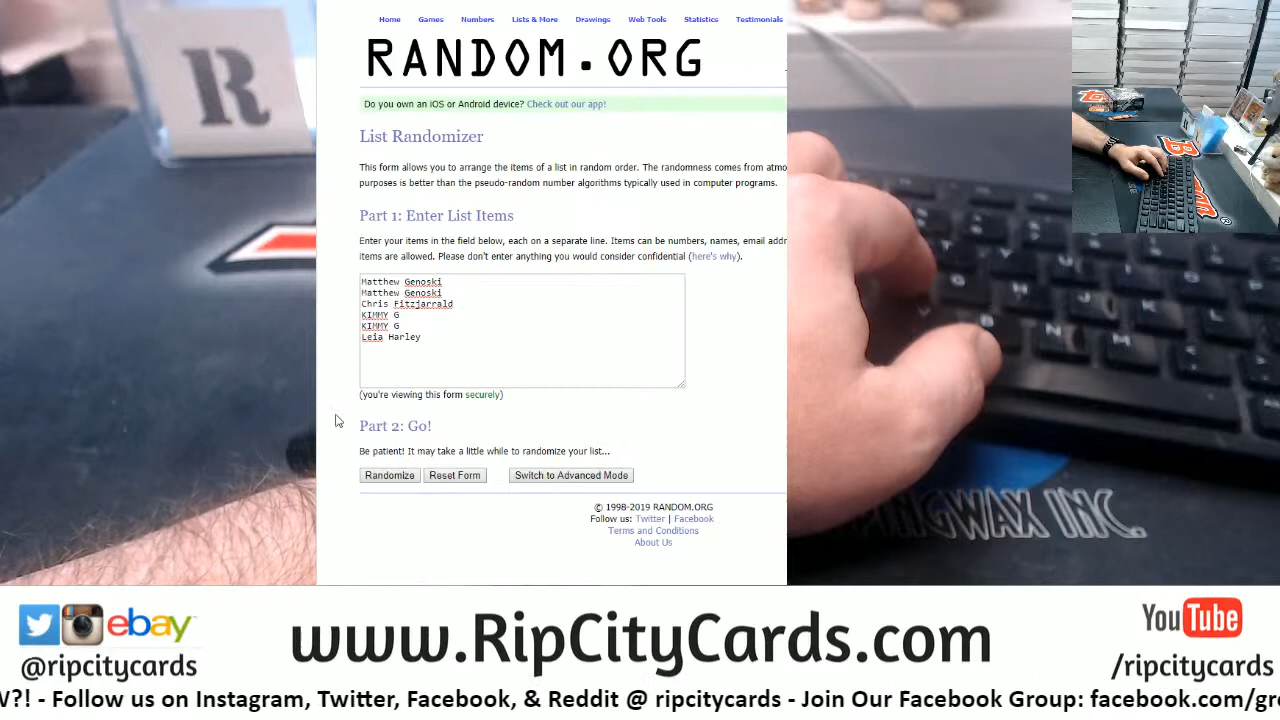 Home Games Numbers Lists & More Drawings Web Tools Statistics Testimonials
RANDOM.ORG
Do you own an iOS or Android device? Check out our app!
List Randomizer
This form allows you to arrange the items of a list in random order. The randomness comes from
purposes is better than the pseudo-random number algorithms typically used in computer programs.
Part 1: Enter List Items
Enter your items in the field below, each on a separate line. Items can be numbers, names, email
items are allowed. Please don't enter anything you would consider confidential (here's why).
Matthew Genoski
Matthew Genoski
Chris Fitzjarrald
KIMMY G
KIMMY G
Leia Harley
(you're viewing this form securely)
Part 2: Go!
Be patient! It may take a little while to randomize your list...
Randomize Reset Form Switch to Advanced Mode
© 1998-2019 RANDOM.ORG
Follow us: Twitter | Facebook
Terms and Conditions
About Us
R
INGWAX INC.
ebay
www.RipCityCards.com
YouTube
@ripcitycards
/ripcitycards
?! - Follow us on Instagram, Twitter, Facebook, & Reddit @ ripcitycards - Join Our Facebook Group: facebook.com/gr